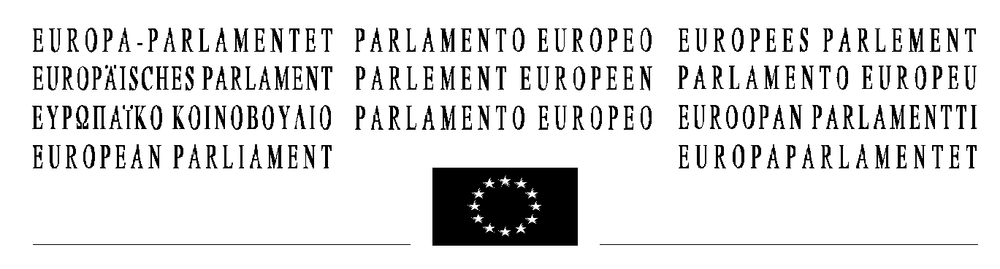 EUROPA-PARLAMENTET PARLAMENTO EUROPEO EUROPEES PARLEMENT
EUROPÄISCHES PARLAMENT PARLEMENT EUROPEEN PARLAMENTO EUROPEU
ΕΥΡΩΠΑΪΚΟ ΚΟΙΝΟΒΟΥΛΙΟ PARLAMENTO EUROPEO EUROOPAN PARLAMENTTI
EUROPEAN PARLIAMENT EUROPAPARLAMENTET